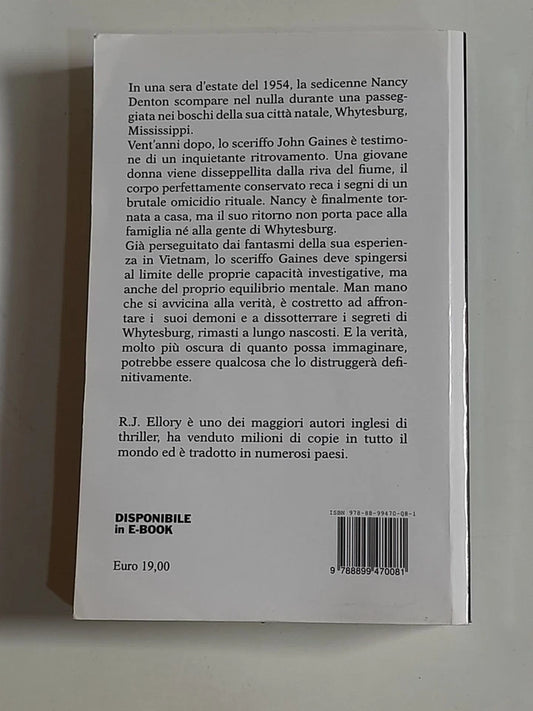 In una sera d'estate del 1954, la sedicenne Nancy
Denton scompare nel nulla durante una passeg-
giata nei boschi della sua città natale, Whytesburg,
Mississippi.
Vent'anni dopo, lo sceriffo John Gaines è testimo-
ne di un inquietante ritrovamento. Una giovane
donna viene disseppellita dalla riva del fiume, il
corpo perfettamente conservato reca i segni di un
brutale omicidio rituale. Nancy è finalmente tor-
nata a casa, ma il suo ritorno non porta pace alla
famiglia né alla gente di Whytesburg.
Già perseguitato dai fantasmi della sua esperien-
za in Vietnam, lo sceriffo Gaines deve spingersi
al limite delle proprie capacità investigative, ma
anche del proprio equilibrio mentale. Man mano
che si avvicina alla verità, è costretto ad affron-
tare i suoi demoni e a dissotterrare i segreti di
Whytesburg, rimasti a lungo nascosti. E la verità,
molto più oscura di quanto possa immaginare,
potrebbe essere qualcosa che lo distruggerà defi-
nitivamente.
R.J. Ellory è uno dei maggiori autori inglesi di
thriller, ha venduto milioni di copie in tutto il
mondo ed è tradotto in numerosi paesi.
DISPONIBILE
in E-BOOK
Euro 19,00
ISBN 978-88-99470-08-1
9 788899 470081